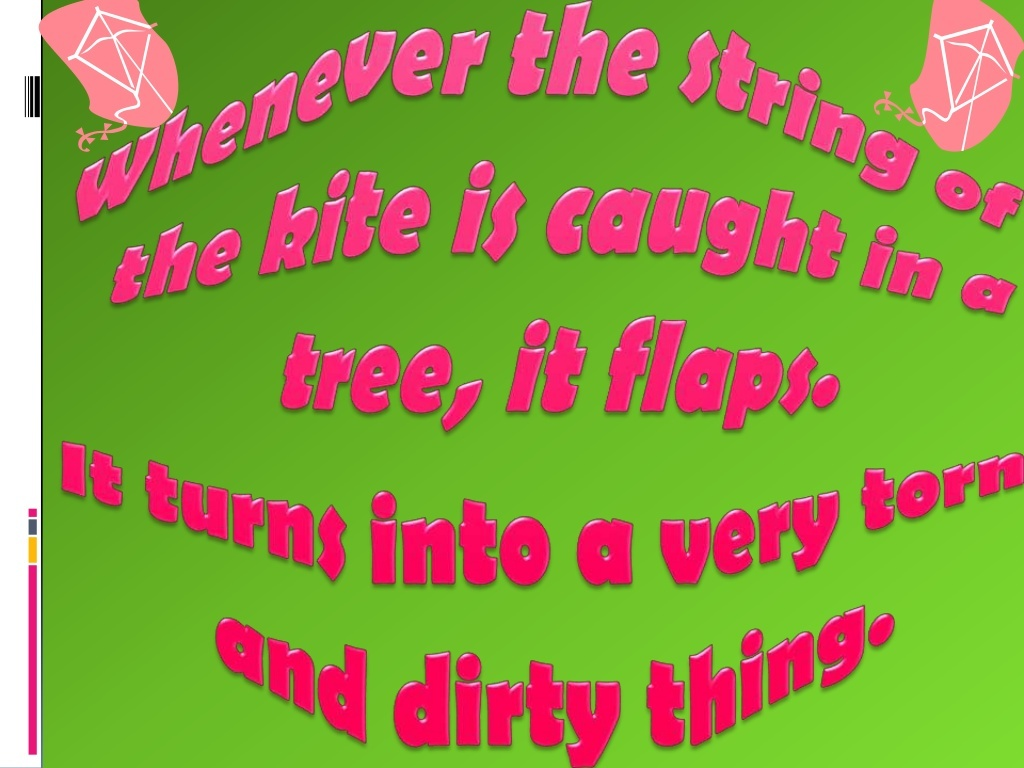 Whenever the string of
the kite is caught in a
tree, it flaps.
It turns into a very torn
and dirty thing.